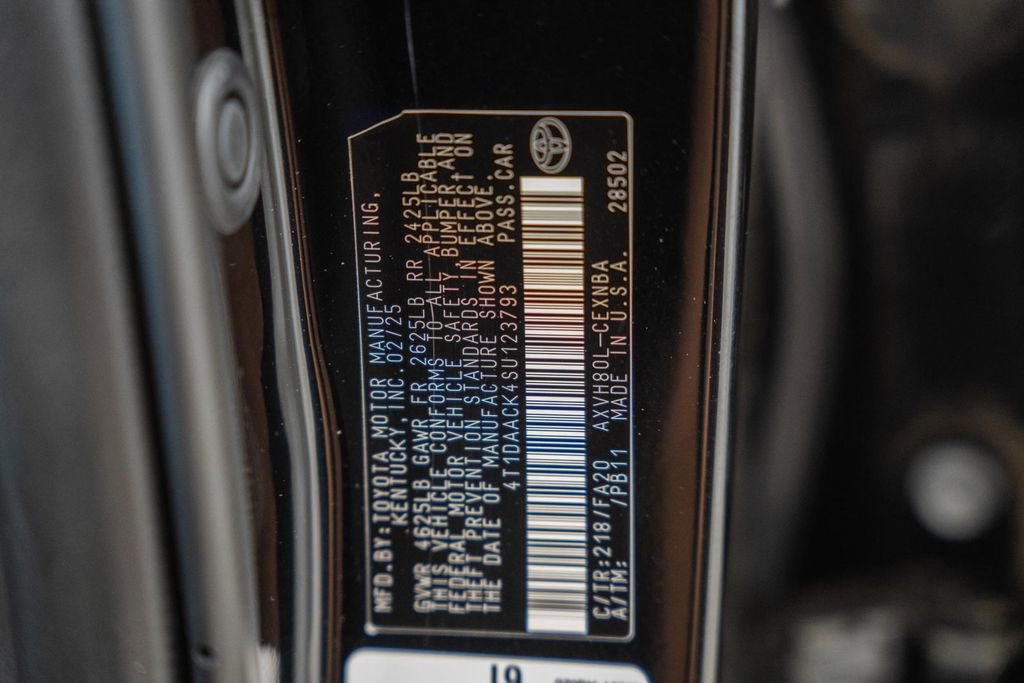 MFD.BY:TOYOTA MOTOR MANUFACTURING,
KENTUCKY, INC. 02/25
GVWR 4625LB GAWR FR 2625LB RR 2425LB
THIS VEHICLE CONFORMS TO ALL APPLICABLE
FEDERAL MOTOR VEHICLE SAFETY, BUMPER AND
THEFT PREVENTION STANDARDS IN EFFECT ON
THE DATE OF MANUFACTURE SHOWN ABOVE.
4T1DAACK4SU123793 PASS.CAR
C/TR:218/FA20 AXVH80L-CEXNBA
A/TM: /PB11 MADE IN U.S.A. 28502
19